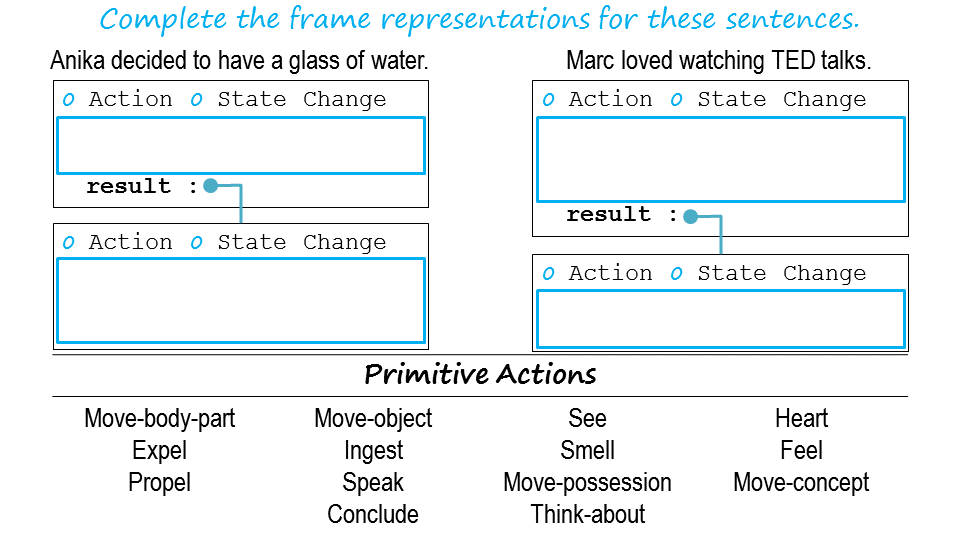 Complete the frame representations for these sentences.
Anika decided to have a glass of water.
o Action o State Change
result :
o Action o State Change
Marc loved watching TED talks.
o Action o State Change
result :
o Action o State Change
Primitive Actions
Move-body-part Move-object See Heart
Expel Ingest Smell Feel
Propel Speak Move-possession Move-concept
Conclude Think-about